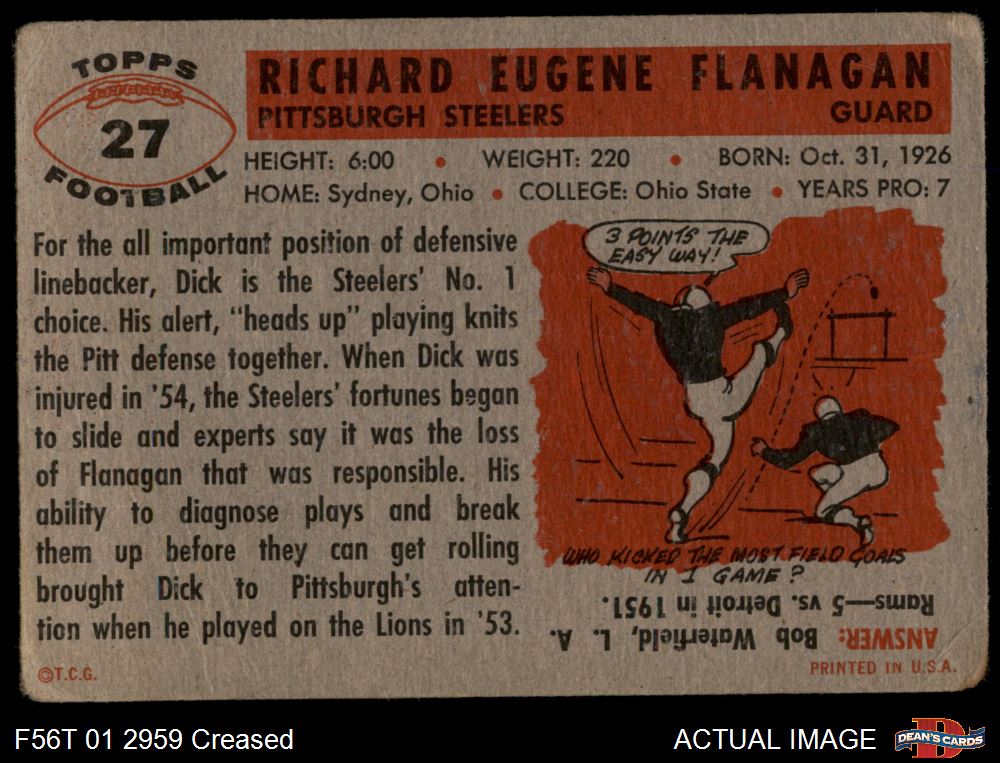 TOPPS
27
FOOTBALL
RICHARD EUGENE FLANAGAN
PITTSBURGH STEELERS GUARD
HEIGHT: 6:00 • WEIGHT: 220 • BORN: Oct. 31, 1926
HOME: Sydney, Ohio • COLLEGE: Ohio State • YEARS PRO: 7
For the all important position of defensive
linebacker, Dick is the Steelers' No. 1
choice. His alert, "heads up" playing knits
the Pitt defense together. When Dick was
injured in '54, the Steelers' fortunes began
to slide and experts say it was the loss
of Flanagan that was responsible. His
ability to diagnose plays and break
them up before they can get rolling
brought Dick to Pittsburgh's atten-
tion when he played on the Lions in '53.
©T.C.G.
3 POINTS THE
EASY WAY!
WHO KICKED THE MOST FIELD GOALS
IN 1 GAME?
ANSWER: Bob Waterfield, L. A.
Rams—5 vs. Detroit in 1951.
PRINTED IN U.S.A.
F56T 01 2959 Creased
ACTUAL IMAGE
D
DEAN'S CARDS